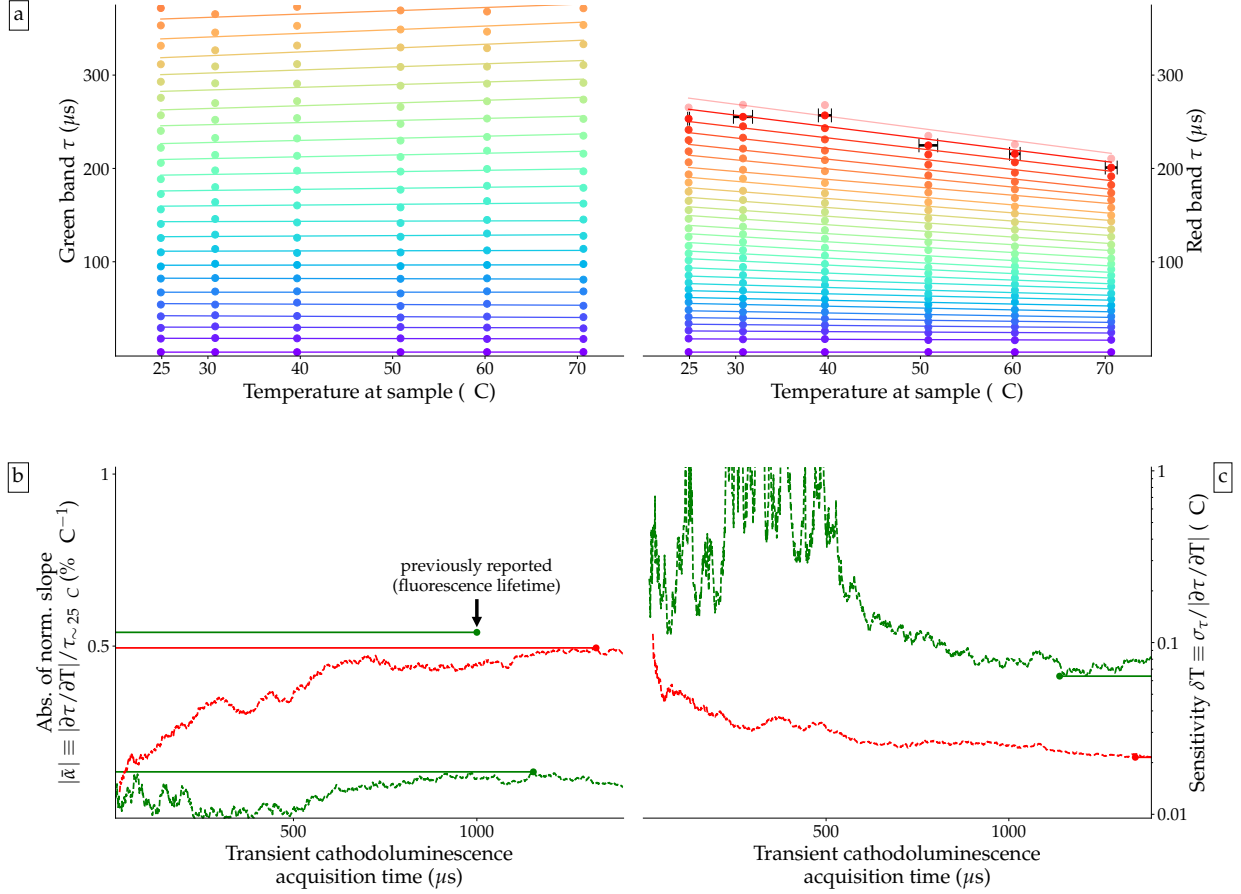 a
Green band τ (μs)
300
200
100
25
30
40
50
60
70
Temperature at sample ( C)
300
200
100
Red band τ (μs)
25
30
40
50
60
70
Temperature at sample ( C)
b
Abs. of norm. slope
|α̃| ≡ |∂τ/∂T|/τ∼25 C (% C⁻¹)
1
0.5
previously reported
(fluorescence lifetime)
500
1000
Transient cathodoluminescence
acquisition time (μs)
c
1
0.1
0.01
Sensitivity δT ≡ στ/|∂τ/∂T| ( C)
500
1000
Transient cathodoluminescence
acquisition time (μs)